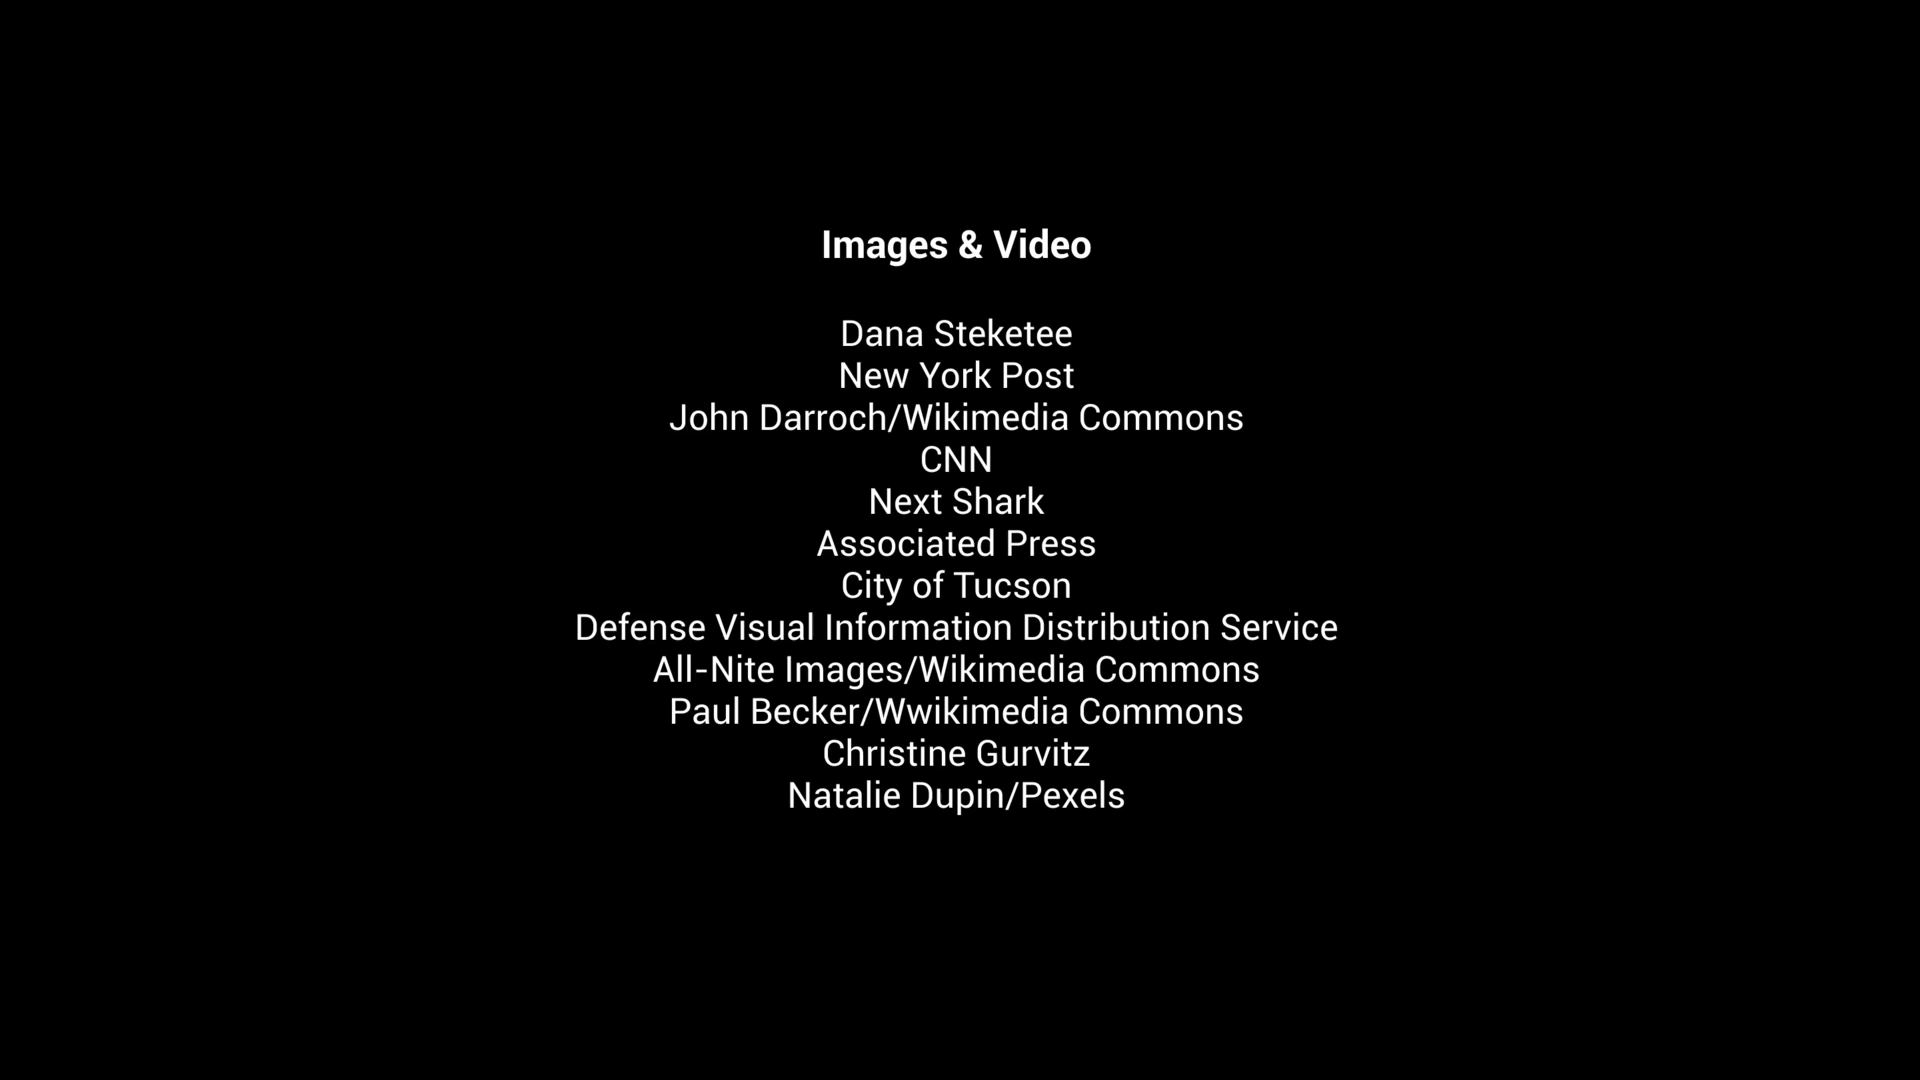 Images & Video
Dana Steketee
New York Post
John Darroch/Wikimedia Commons
CNN
Next Shark
Associated Press
City of Tucson
Defense Visual Information Distribution Service
All-Nite Images/Wikimedia Commons
Paul Becker/Wwikimedia Commons
Christine Gurvitz
Natalie Dupin/Pexels